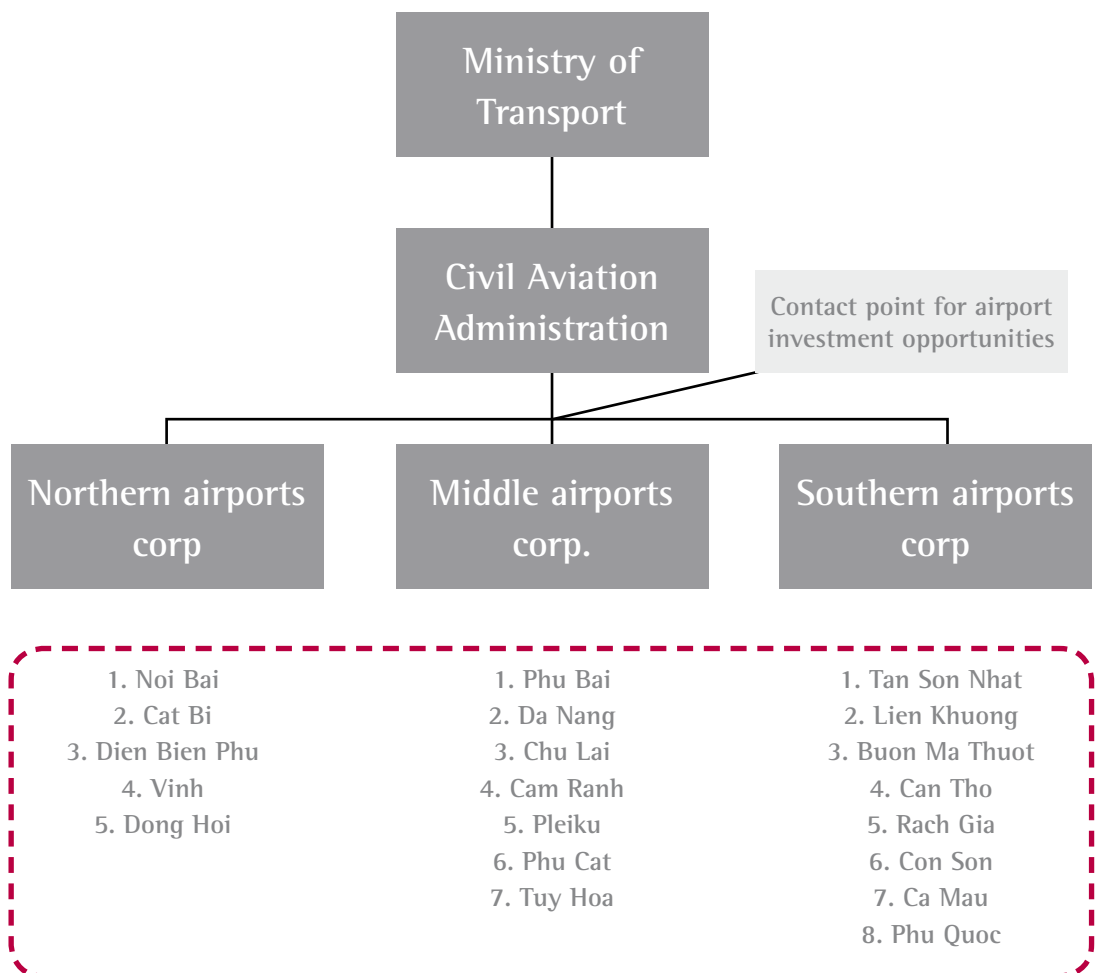 Ministry of
Transport
Civil Aviation
Administration
Contact point for airport
investment opportunities
Northern airports
corp
Middle airports
corp.
Southern airports
corp
1. Noi Bai
2. Cat Bi
3. Dien Bien Phu
4. Vinh
5. Dong Hoi
1. Phu Bai
2. Da Nang
3. Chu Lai
4. Cam Ranh
5. Pleiku
6. Phu Cat
7. Tuy Hoa
1. Tan Son Nhat
2. Lien Khuong
3. Buon Ma Thuot
4. Can Tho
5. Rach Gia
6. Con Son
7. Ca Mau
8. Phu Quoc